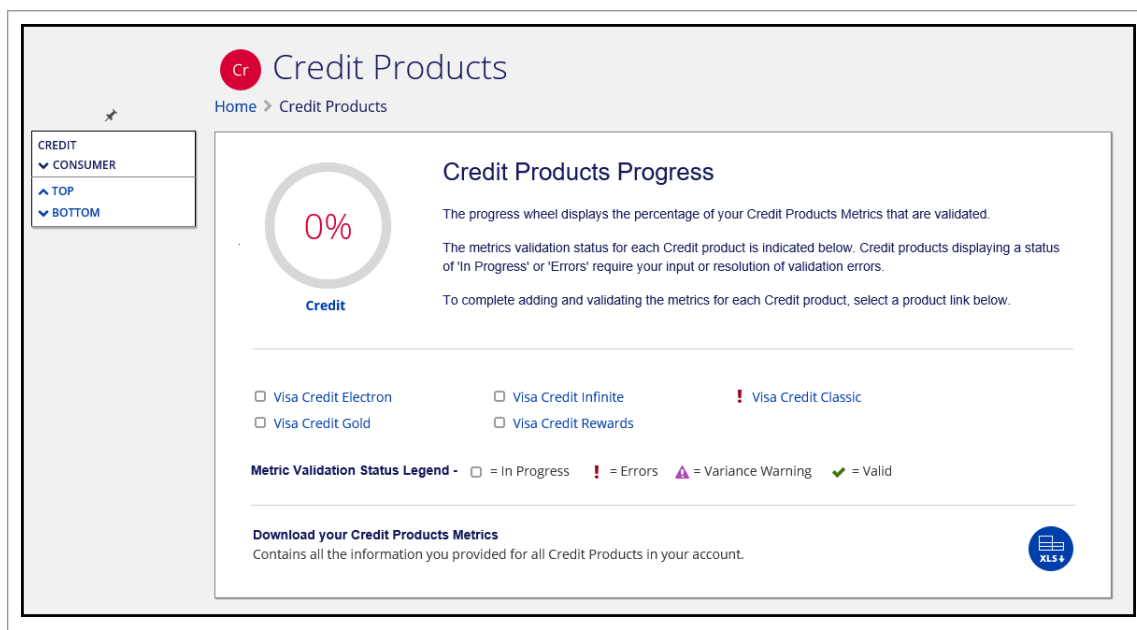 Cr Credit Products
Home > Credit Products
CREDIT
CONSUMER
TOP
BOTTOM
0%
Credit
Credit Products Progress
The progress wheel displays the percentage of your Credit Products Metrics that are validated.
The metrics validation status for each Credit product is indicated below. Credit products displaying a status
of 'In Progress' or 'Errors' require your input or resolution of validation errors.
To complete adding and validating the metrics for each Credit product, select a product link below.
Visa Credit Electron
Visa Credit Infinite
! Visa Credit Classic
Visa Credit Gold
Visa Credit Rewards
Metric Validation Status Legend - = In Progress ! = Errors = Variance Warning = Valid
Download your Credit Products Metrics
Contains all the information you provided for all Credit Products in your account.
XLS